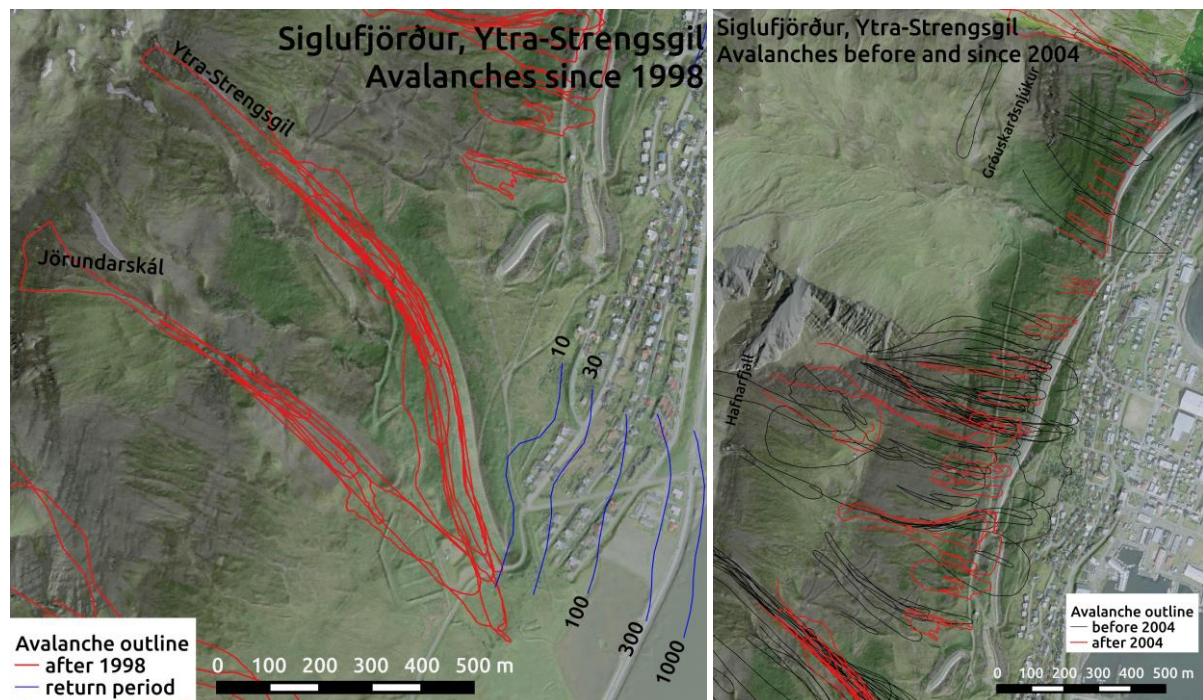 Siglufjörður, Ytra-Strengsgil
Avalanches since 1998
Ytra-Strengsgil
Jörundarskál
10
30
100
300
1000
Avalanche outline
after 1998
return period
0 100 200 300 400 500 m
Siglufjörður, Ytra-Strengsgil
Avalanches before and since 2004
Gróuskarðsnjúkur
Hafnarfjall
Avalanche outline
before 2004
after 2004
0 100 200 300 400 500 m